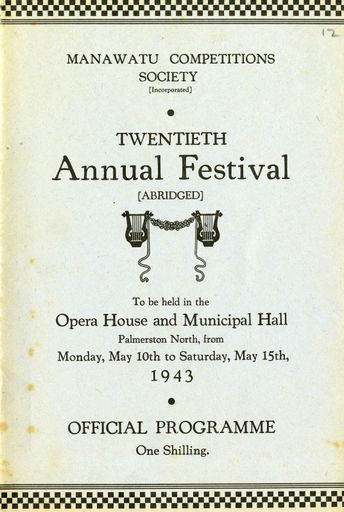 12
MANAWATU COMPETITIONS
SOCIETY
[Incorporated]
TWENTIETH
Annual Festival
[ABRIDGED]
To be held in the
Opera House and Municipal Hall
Palmerston North, from
Monday, May 10th to Saturday, May 15th,
1943
OFFICIAL PROGRAMME
One Shilling.